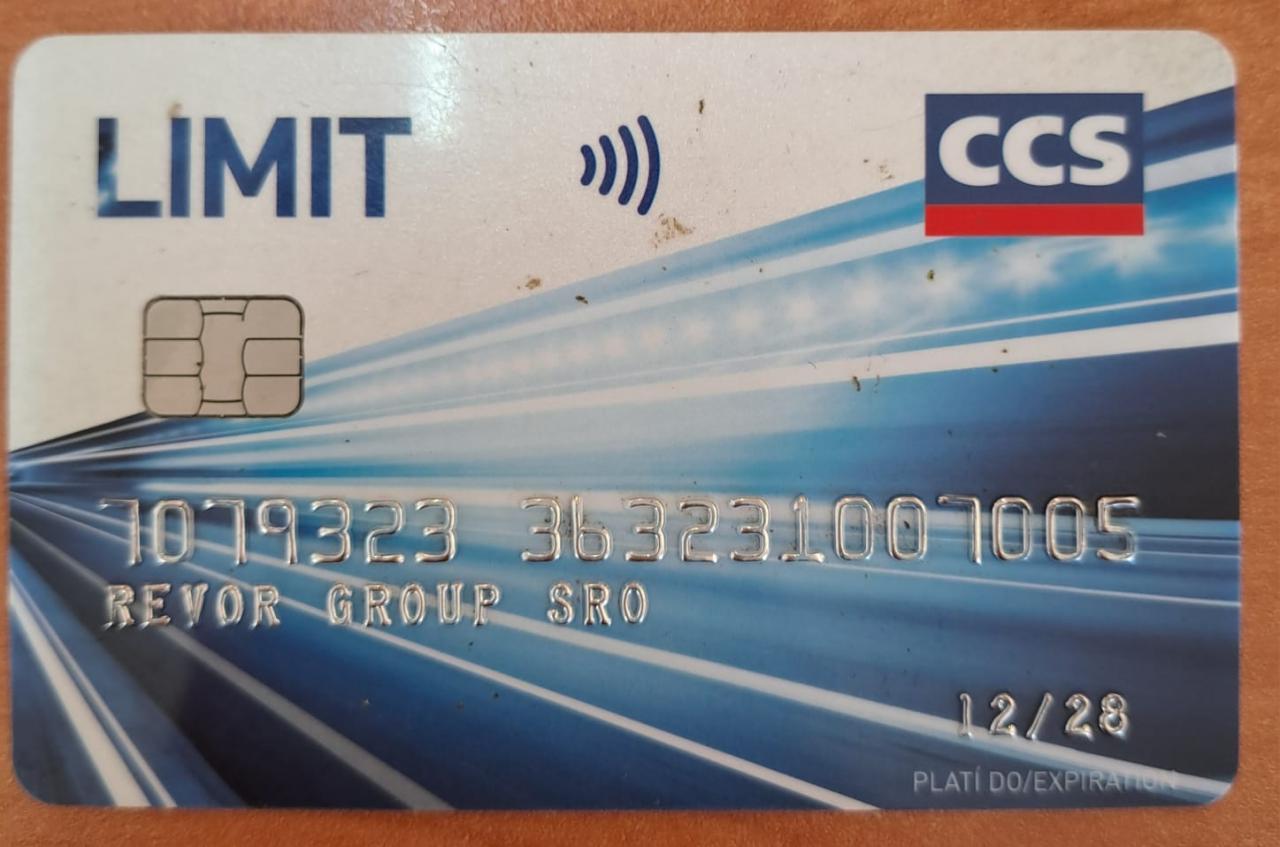 LIMIT
CCS
7079323 363231007005
REVOR GROUP SRO
12/28
PLATÍ DO/EXPIRATION